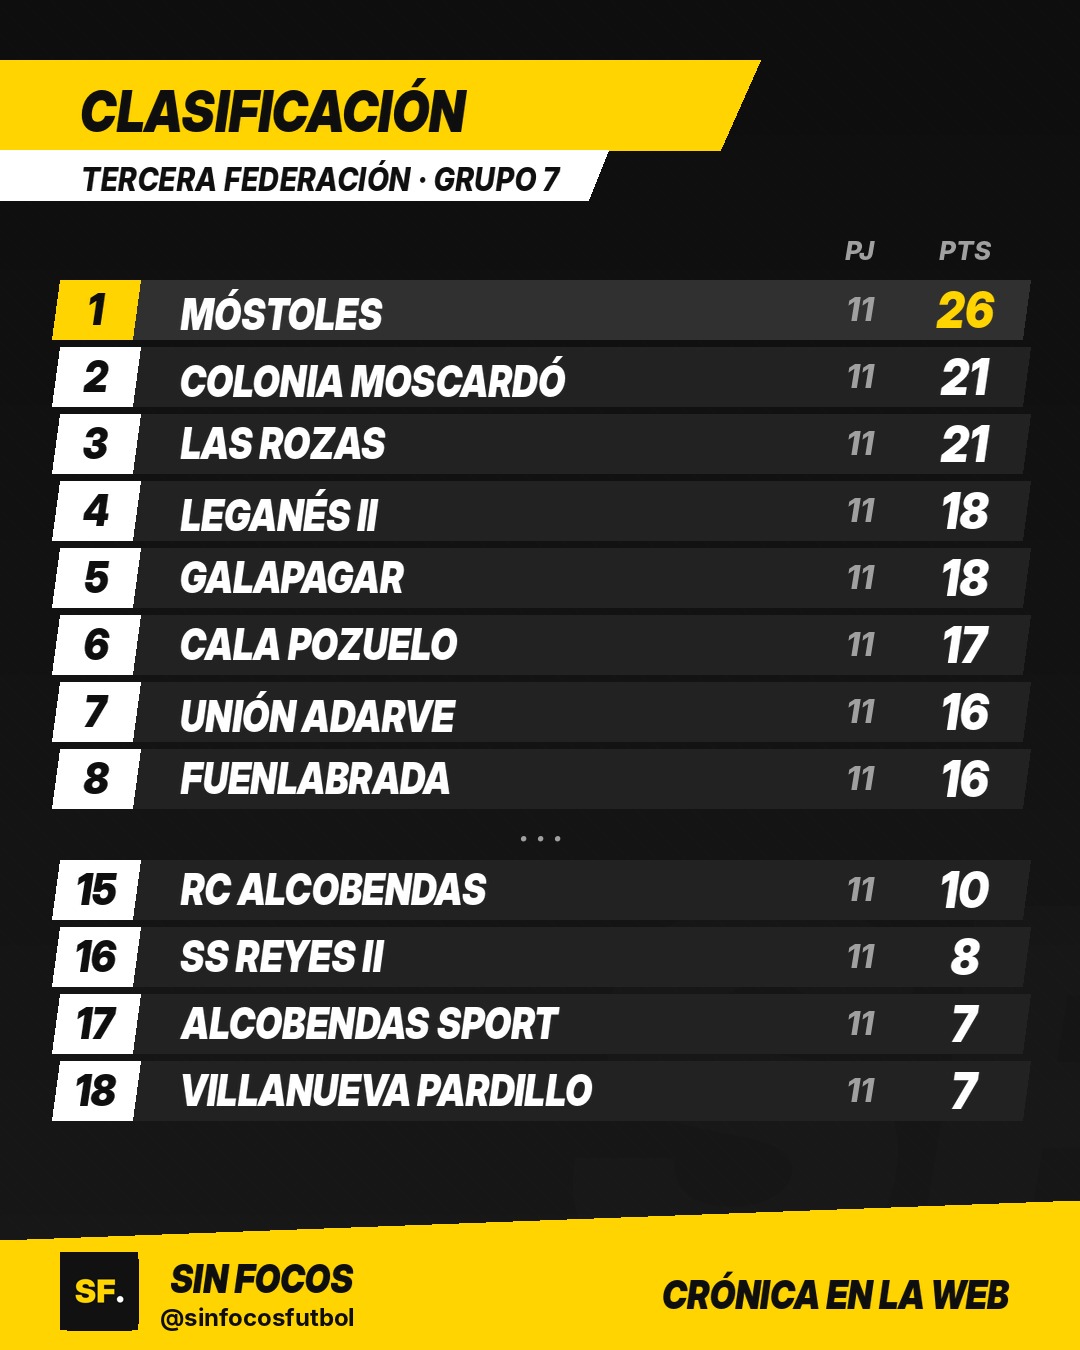 CLASIFICACIÓN
TERCERA FEDERACIÓN · GRUPO 7
PJ PTS
1 MÓSTOLES 11 26
2 COLONIA MOSCARDÓ 11 21
3 LAS ROZAS 11 21
4 LEGANÉS II 11 18
5 GALAPAGAR 11 18
6 CALA POZUELO 11 17
7 UNIÓN ADARVE 11 16
8 FUENLABRADA 11 16
...
15 RC ALCOBENDAS 11 10
16 SS REYES II 11 8
17 ALCOBENDAS SPORT 11 7
18 VILLANUEVA PARDILLO 11 7
SF. SIN FOCOS
@sinfocosfutbol
CRÓNICA EN LA WEB